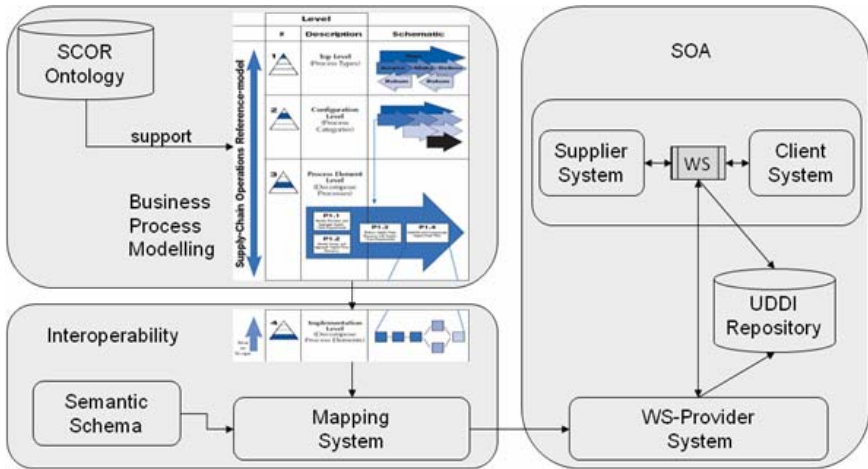 SCOR
Ontology
support
Business
Process
Modelling
Supply-Chain Operations Reference-model
Level
# Description Schematic
1
Top Level
(Process Types)
2
Configuration
Level
(Process
Categories)
3
Process Element
Level
(Decompose
Processes)
P1.1
P1.2
P1.3
P1.4
Interoperability
4
Implementation
Level
(Decompose
Process Elements)
Semantic
Schema
Mapping
System
SOA
Supplier
System
WS
Client
System
UDDI
Repository
WS-Provider
System